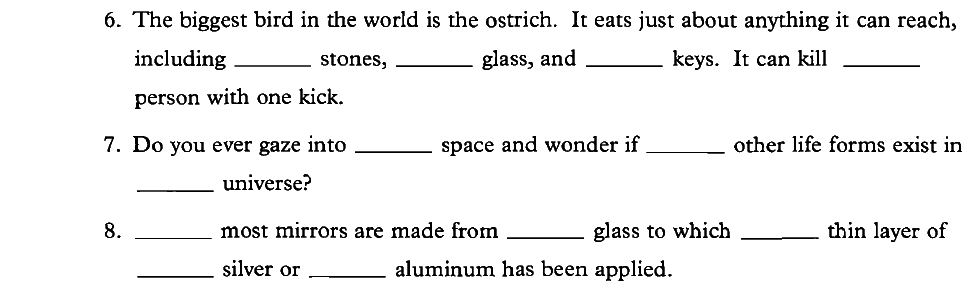 6. The biggest bird in the world is the ostrich. It eats just about anything it can reach,
including ______ stones, ______ glass, and ______ keys. It can kill ______
person with one kick.
7. Do you ever gaze into ______ space and wonder if ______ other life forms exist in
______ universe?
8. ______ most mirrors are made from ______ glass to which ______ thin layer of
______ silver or ______ aluminum has been applied.